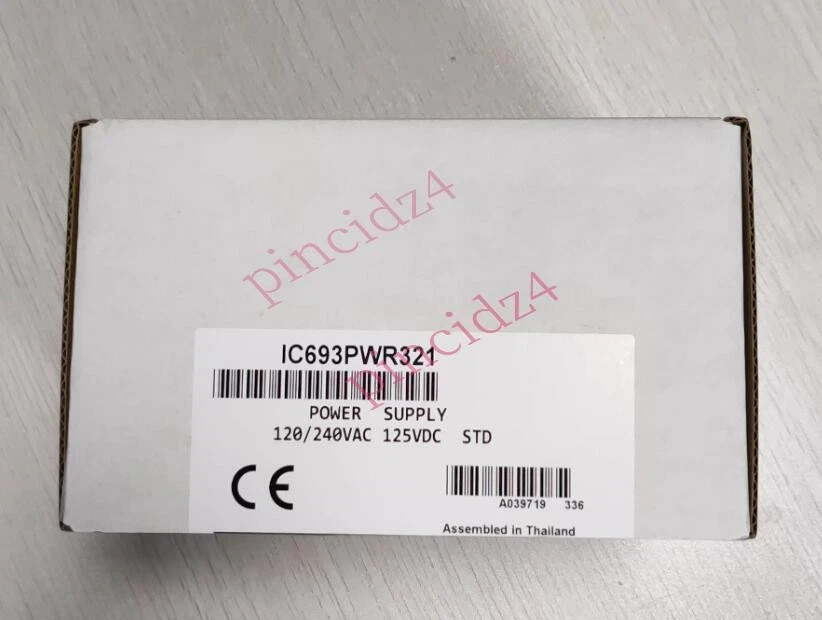 pincidz4
pincidz4
IC693PWR321
POWER SUPPLY
120/240VAC 125VDC STD
CE
A039719 336
Assembled in Thailand